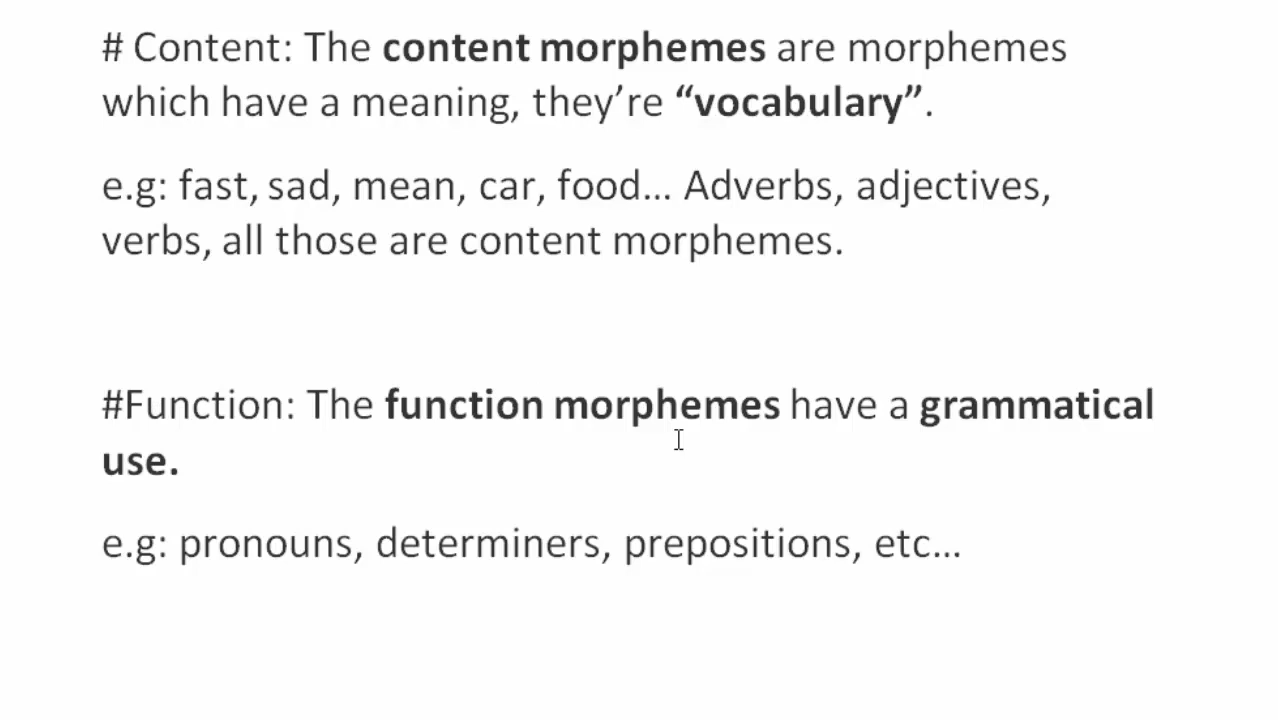 # Content: The content morphemes are morphemes
which have a meaning, they’re “vocabulary”.
e.g: fast, sad, mean, car, food... Adverbs, adjectives,
verbs, all those are content morphemes.
#Function: The function morphemes have a grammatical
use.
e.g: pronouns, determiners, prepositions, etc...